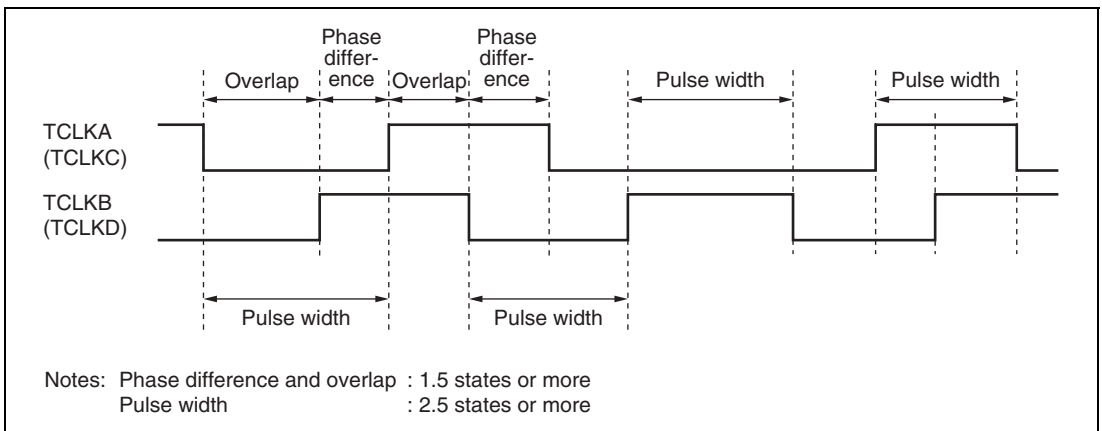 Phase
differ-
ence
Phase
differ-
ence
Overlap
Overlap
Pulse width
Pulse width
TCLKA
(TCLKC)
TCLKB
(TCLKD)
Pulse width
Pulse width
Notes: Phase difference and overlap : 1.5 states or more
Pulse width : 2.5 states or more